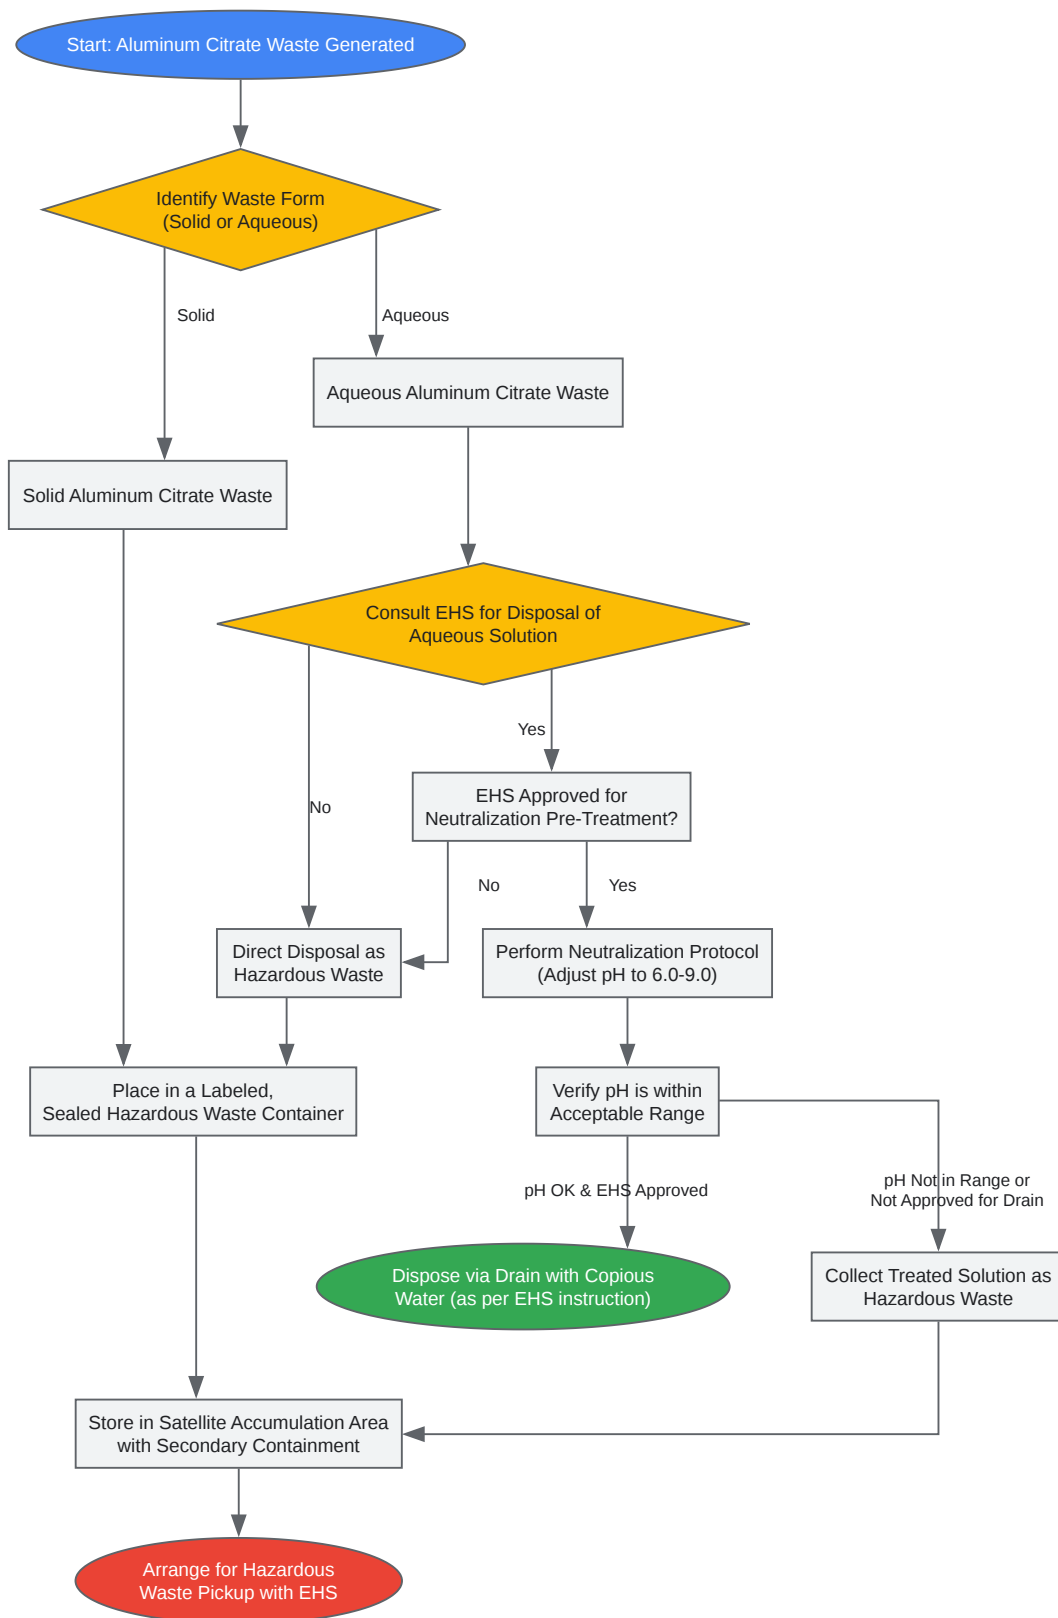 Start: Aluminum Citrate Waste Generated
Identify Waste Form
(Solid or Aqueous)
Solid
Aqueous
Aqueous Aluminum Citrate Waste
Solid Aluminum Citrate Waste
Consult EHS for Disposal of
Aqueous Solution
Yes
No
EHS Approved for
Neutralization Pre-Treatment?
No
Yes
Direct Disposal as
Hazardous Waste
Perform Neutralization Protocol
(Adjust pH to 6.0-9.0)
Place in a Labeled,
Sealed Hazardous Waste Container
Verify pH is within
Acceptable Range
pH OK & EHS Approved
pH Not in Range or
Not Approved for Drain
Dispose via Drain with Copious
Water (as per EHS instruction)
Collect Treated Solution as
Hazardous Waste
Store in Satellite Accumulation Area
with Secondary Containment
Arrange for Hazardous
Waste Pickup with EHS